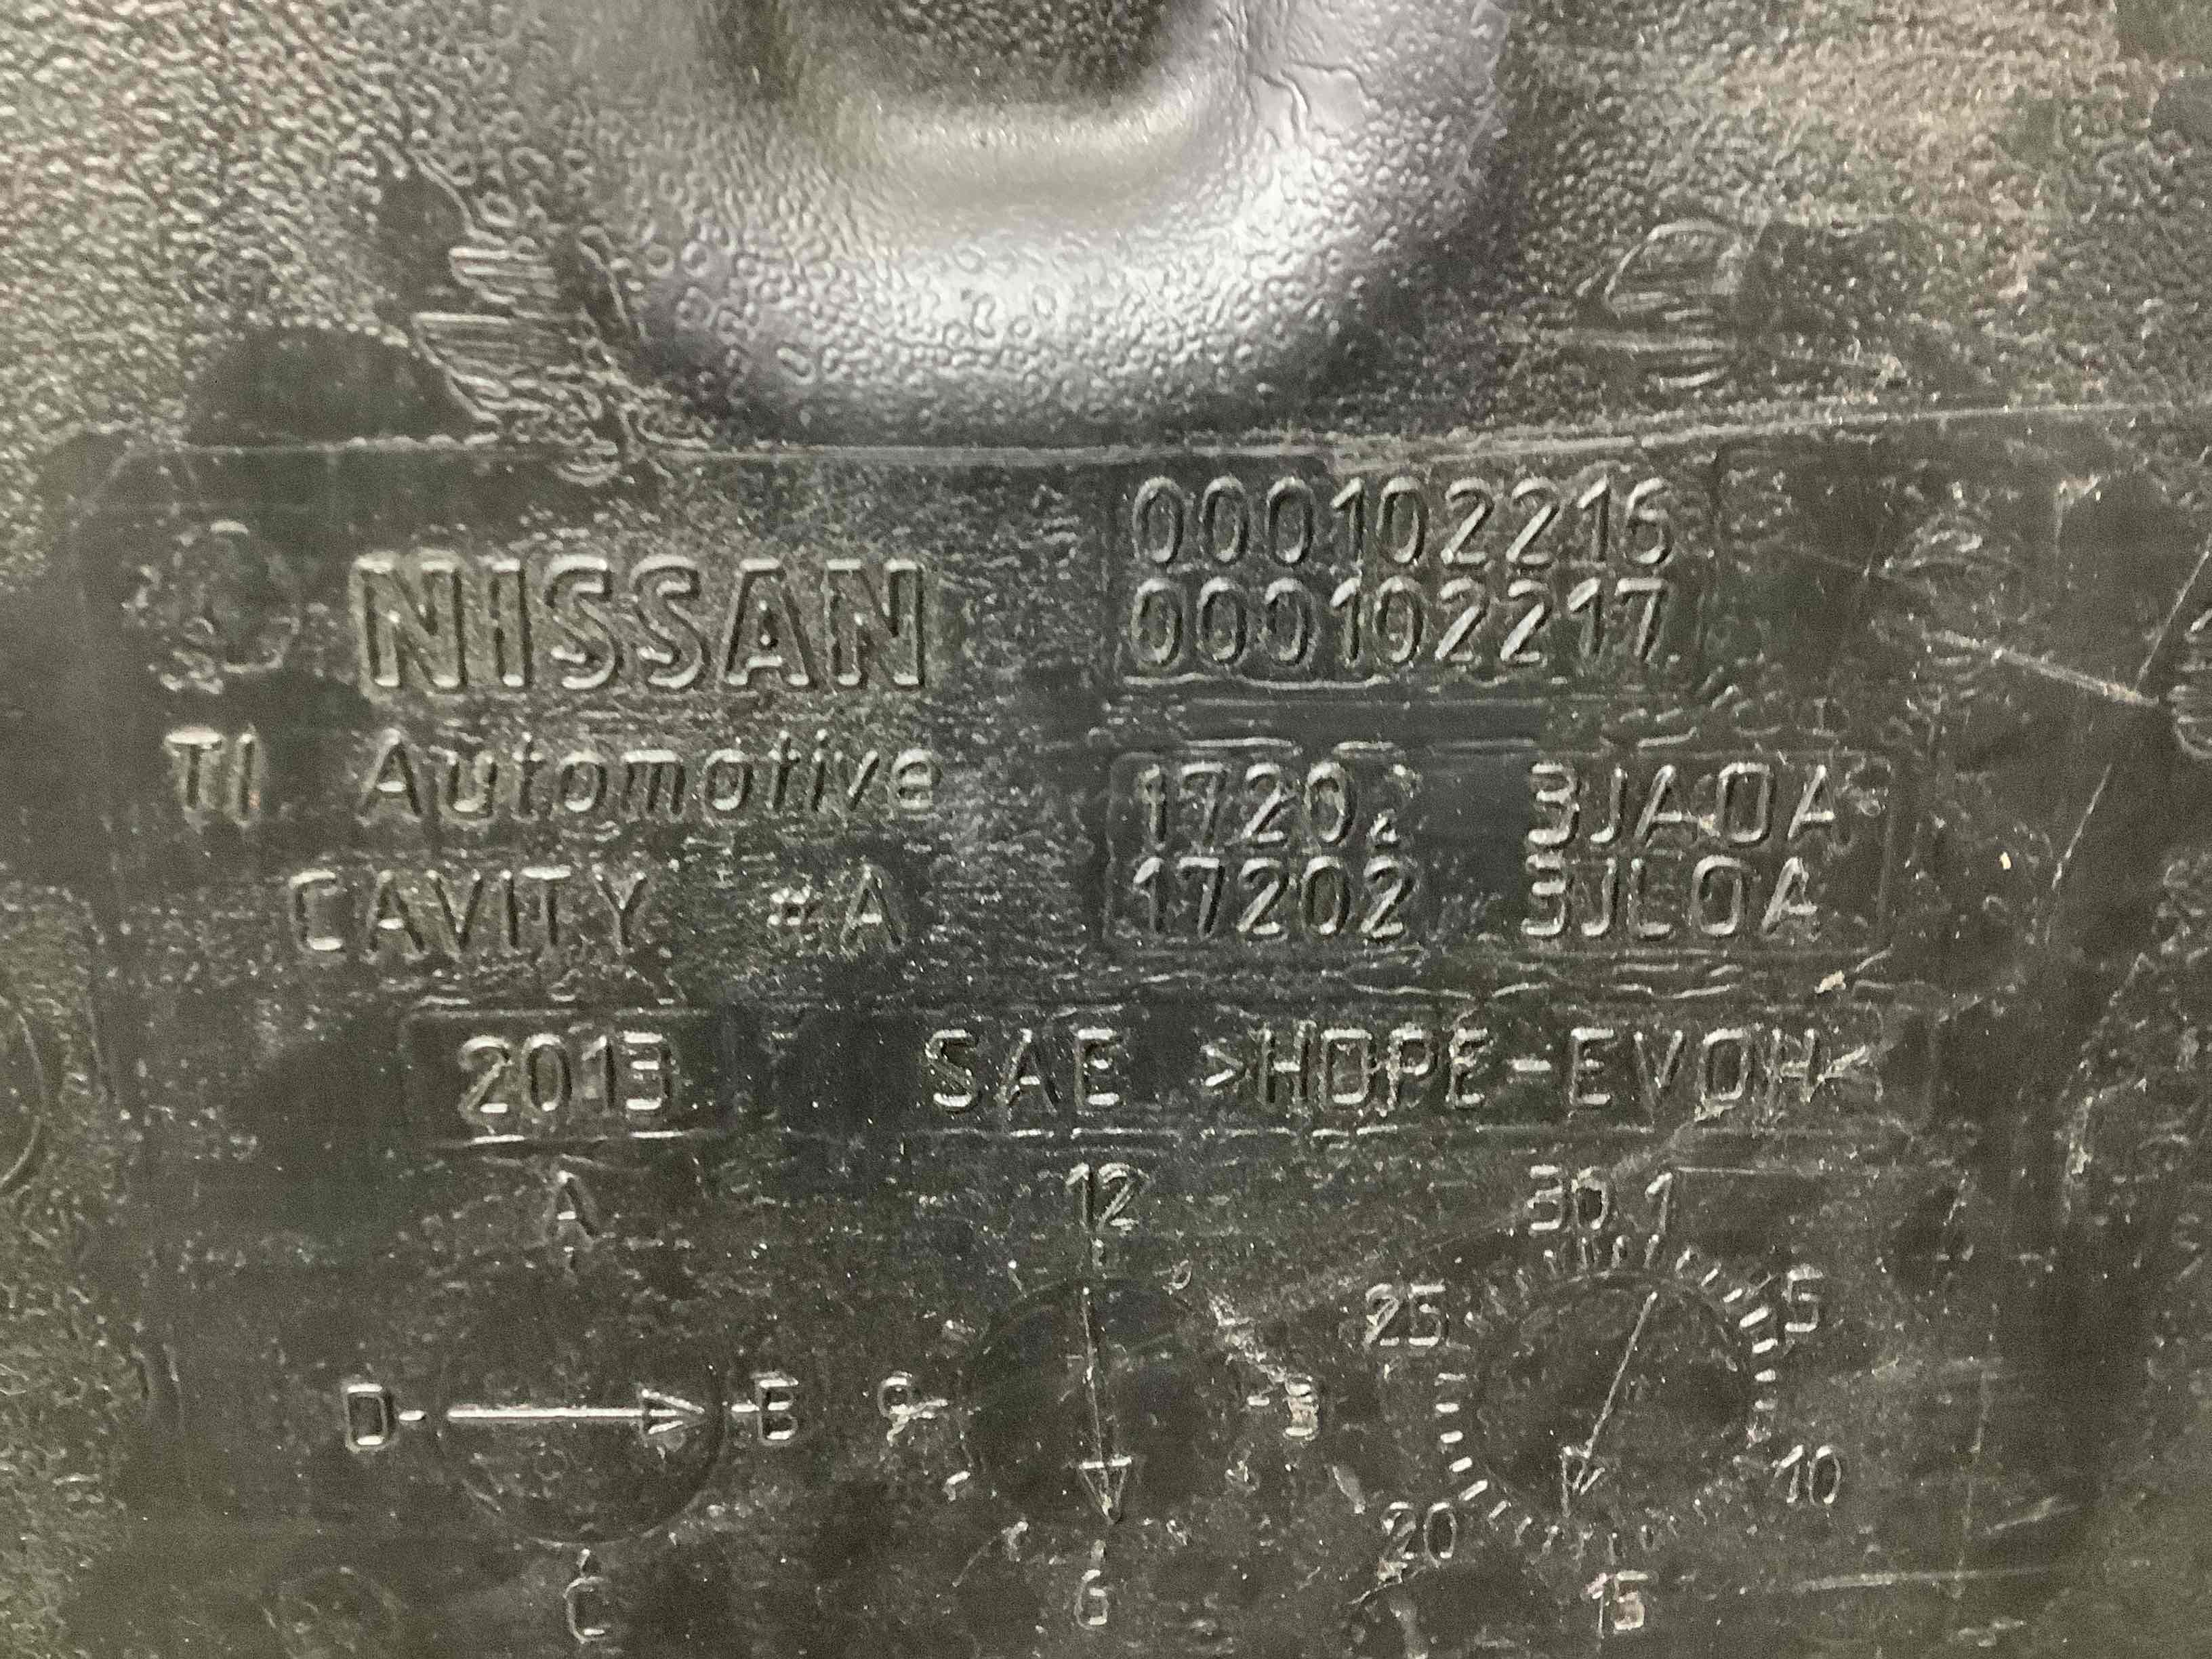 NISSAN
000102216
000102217
TI Automotive
3JA0A
CAVITY #A
17202 3JL0A
2013
SAE >HDPE-EVOH<
A
D
B
C
12
9
3
6
30 1
25
5
20
10
15